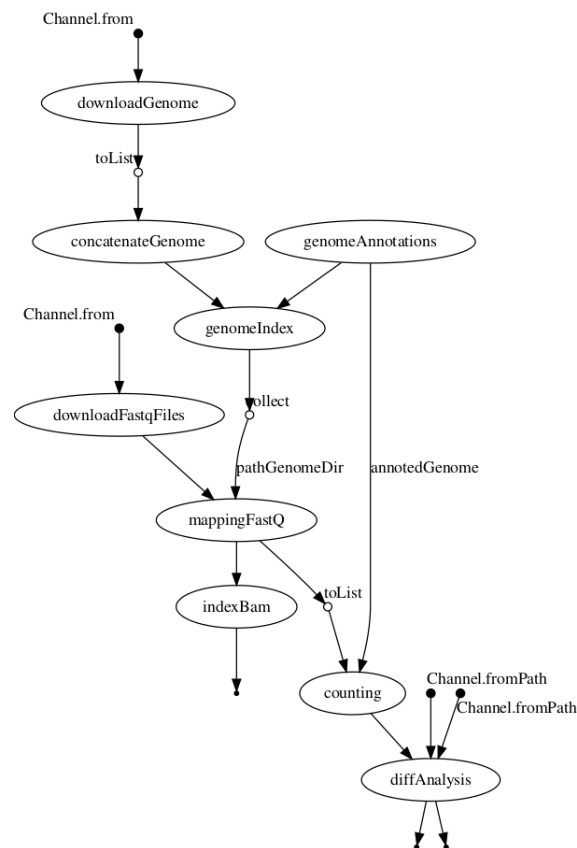 Channel.from
downloadGenome
toList
concatenateGenome
genomeAnnotations
Channel.from
genomeIndex
downloadFastqFiles
ollect
pathGenomeDir
annotedGenome
mappingFastQ
indexBam
toList
counting
Channel.fromPath
Channel.fromPath
diffAnalysis